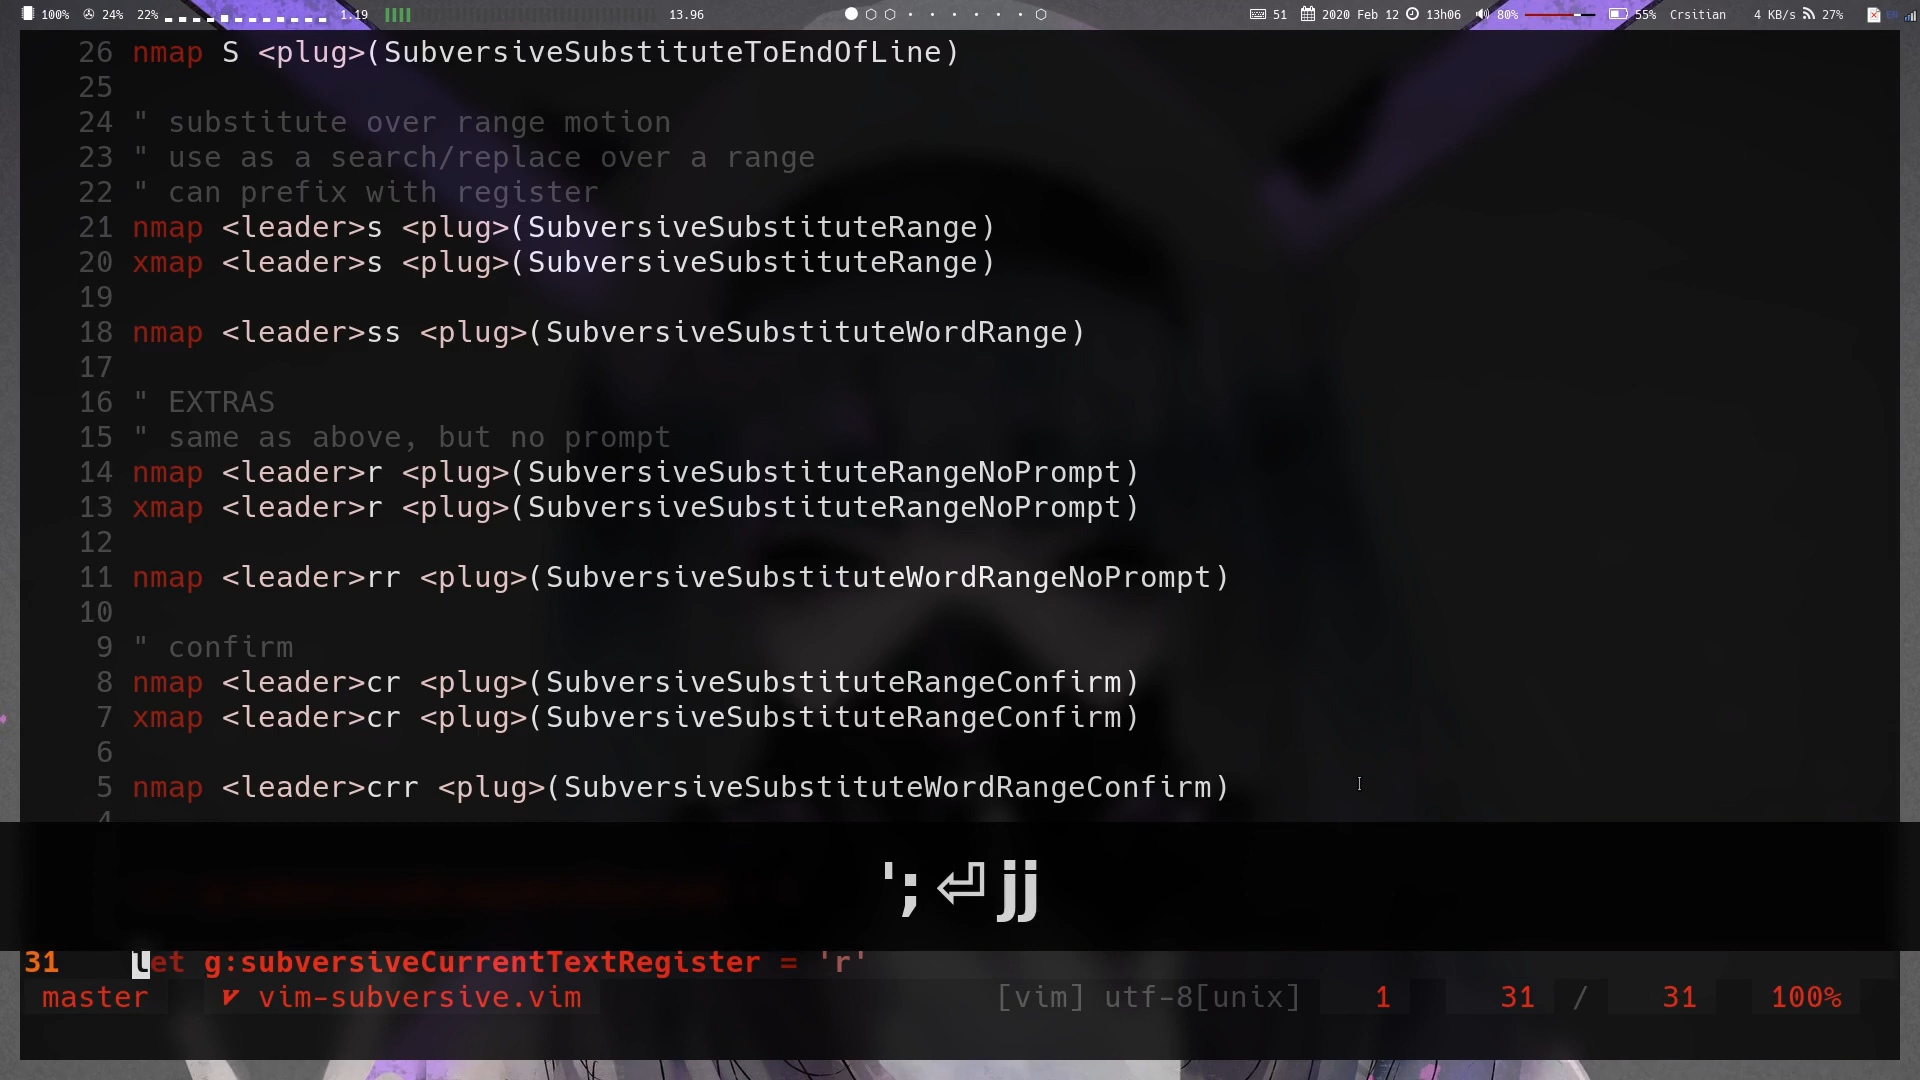 100% 24% 22% 1.19 13.96 51 2020 Feb 12 13h06 80% 55% Crsitian 4 KB/s 27% EN
26 nmap S <plug>(SubversiveSubstituteToEndOfLine)
25
24 " substitute over range motion
23 " use as a search/replace over a range
22 " can prefix with register
21 nmap <leader>s <plug>(SubversiveSubstituteRange)
20 xmap <leader>s <plug>(SubversiveSubstituteRange)
19
18 nmap <leader>ss <plug>(SubversiveSubstituteWordRange)
17
16 " EXTRAS
15 " same as above, but no prompt
14 nmap <leader>r <plug>(SubversiveSubstituteRangeNoPrompt)
13 xmap <leader>r <plug>(SubversiveSubstituteRangeNoPrompt)
12
11 nmap <leader>rr <plug>(SubversiveSubstituteWordRangeNoPrompt)
10
9 " confirm
8 nmap <leader>cr <plug>(SubversiveSubstituteRangeConfirm)
7 xmap <leader>cr <plug>(SubversiveSubstituteRangeConfirm)
6
5 nmap <leader>crr <plug>(SubversiveSubstituteWordRangeConfirm)
4
';⏎jj
31 let g:subversiveCurrentTextRegister = 'r'
master vim-subversive.vim [vim] utf-8[unix] 1 31 / 31 100%